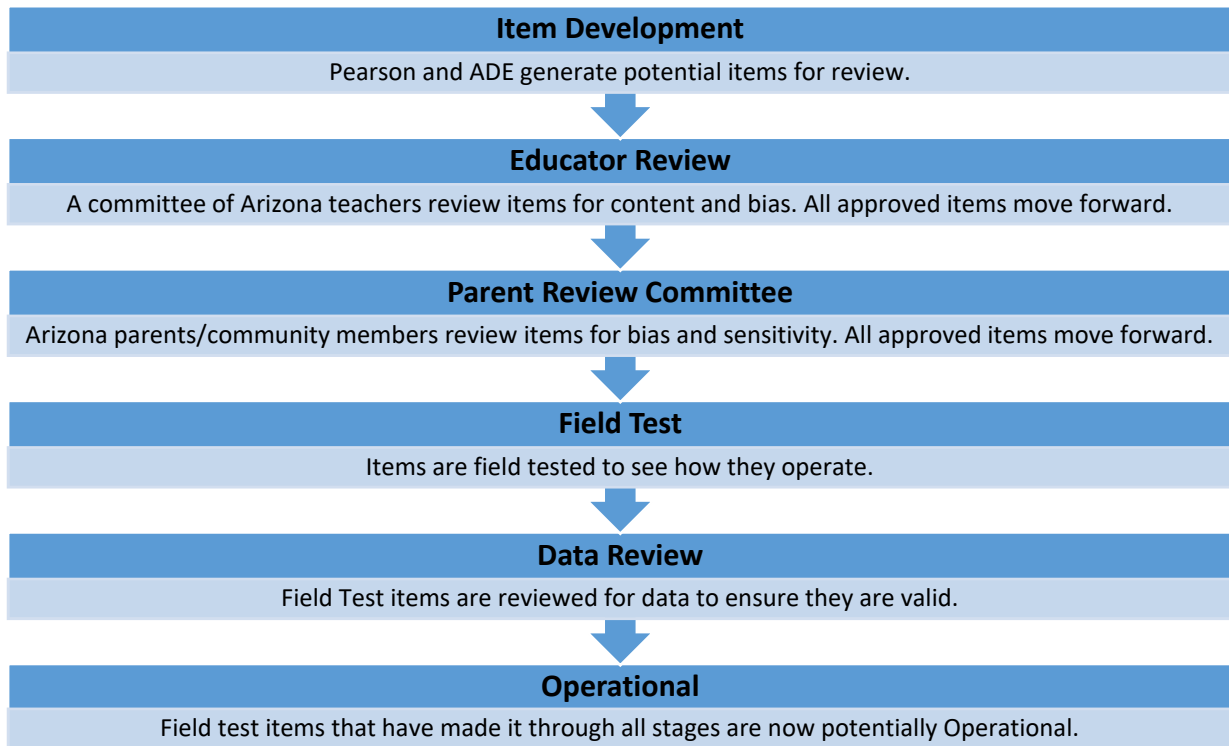 Item Development
Pearson and ADE generate potential items for review.
Educator Review
A committee of Arizona teachers review items for content and bias. All approved items move forward.
Parent Review Committee
Arizona parents/community members review items for bias and sensitivity. All approved items move forward.
Field Test
Items are field tested to see how they operate.
Data Review
Field Test items are reviewed for data to ensure they are valid.
Operational
Field test items that have made it through all stages are now potentially Operational.